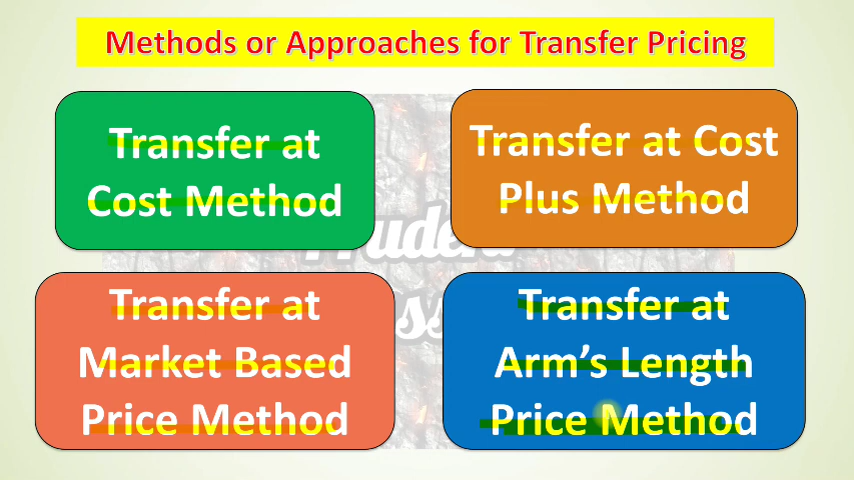 Methods or Approaches for Transfer Pricing
Transfer at
Cost Method
Transfer at Cost
Plus Method
Transfer at
Market Based
Price Method
Transfer at
Arm's Length
Price Method